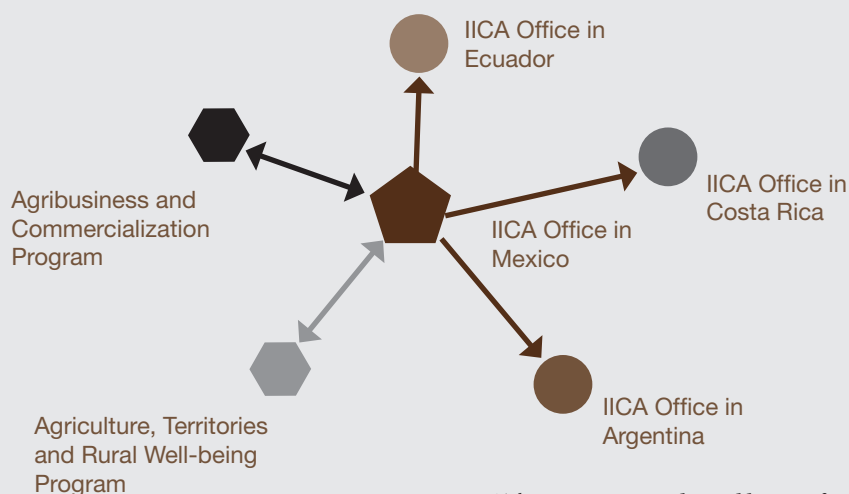 IICA Office in
Ecuador
IICA Office in
Costa Rica
Agribusiness and
Commercialization
Program
IICA Office in
Mexico
IICA Office in
Argentina
Agriculture, Territories
and Rural Well-being
Program